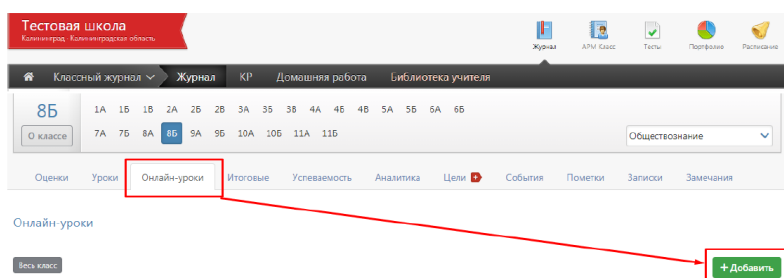 Тестовая школа
Калининград - Калининградская область
Журнал АРМ Класс Тесты Портфолио Расписание
Классный журнал Журнал КР Домашняя работа Библиотека учителя
8Б
1А 1Б 1В 2А 2Б 2В 3А 3Б 3В 4А 4Б 4В 5А 5Б 6А 6Б
О классе
7А 7Б 8А 8Б 9А 9Б 10А 10Б 11А 11Б
Обществознание
Оценки Уроки Онлайн-уроки Итоговые Успеваемость Аналитика Цели + События Пометки Записки Замечания
Онлайн-уроки
Весь класс
+ Добавить